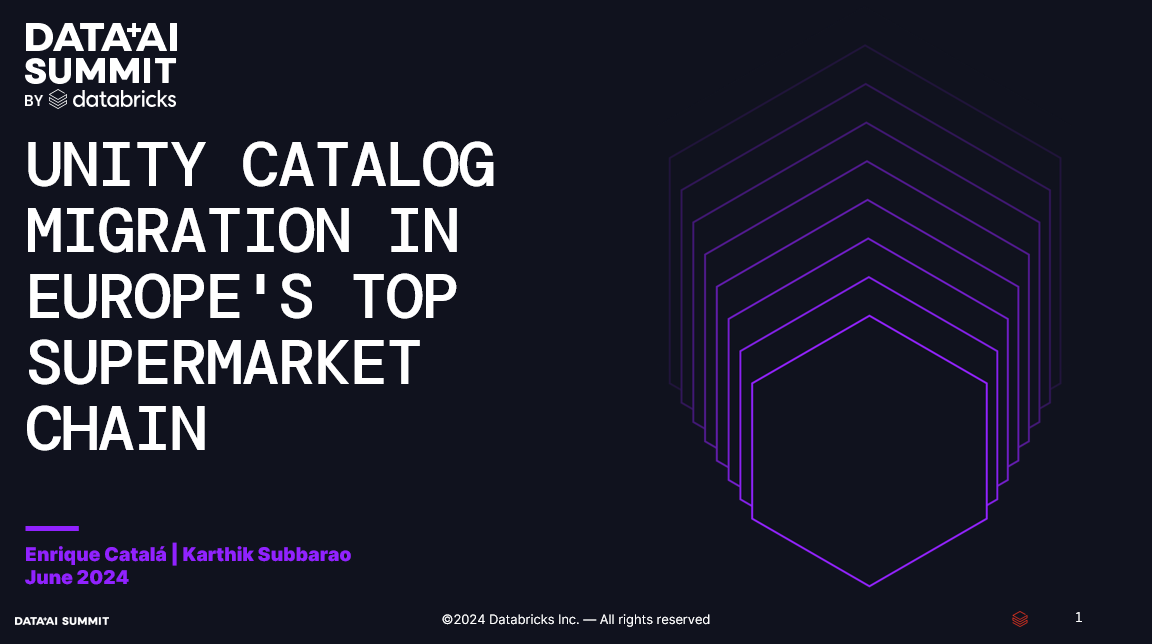 DATA+AI
SUMMIT
BY databricks
UNITY CATALOG
MIGRATION IN
EUROPE'S TOP
SUPERMARKET
CHAIN
Enrique Catalá | Karthik Subbarao
June 2024
DATA+AI SUMMIT
©2024 Databricks Inc. — All rights reserved
1